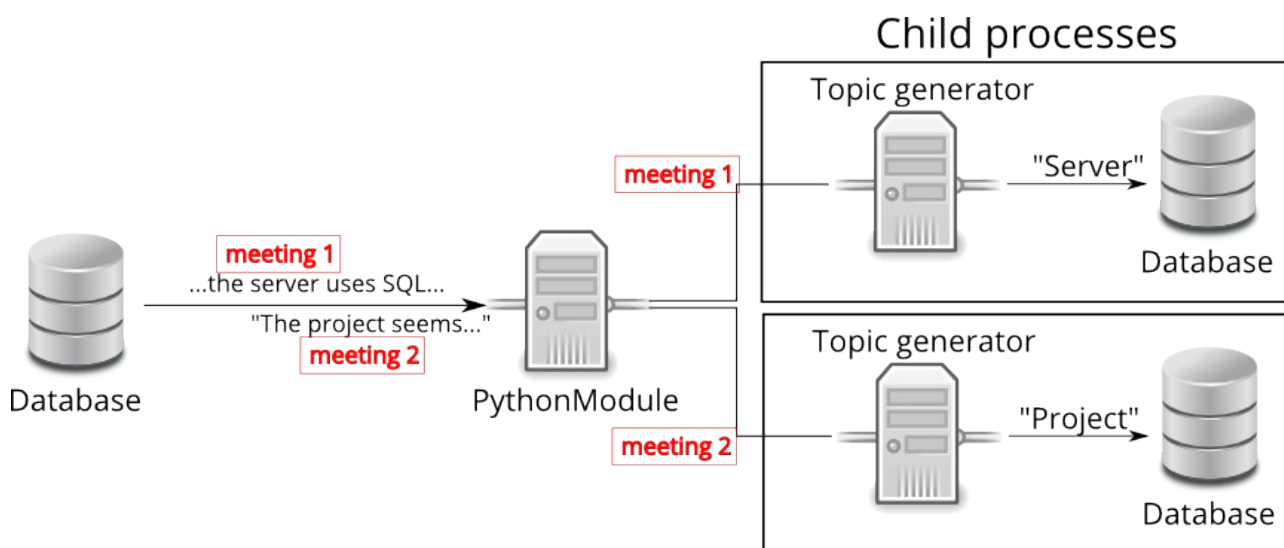 Child processes
Topic generator
meeting 1
"Server"
Database
meeting 1
...the server uses SQL...
"The project seems..."
meeting 2
Database
PythonModule
Topic generator
meeting 2
"Project"
Database